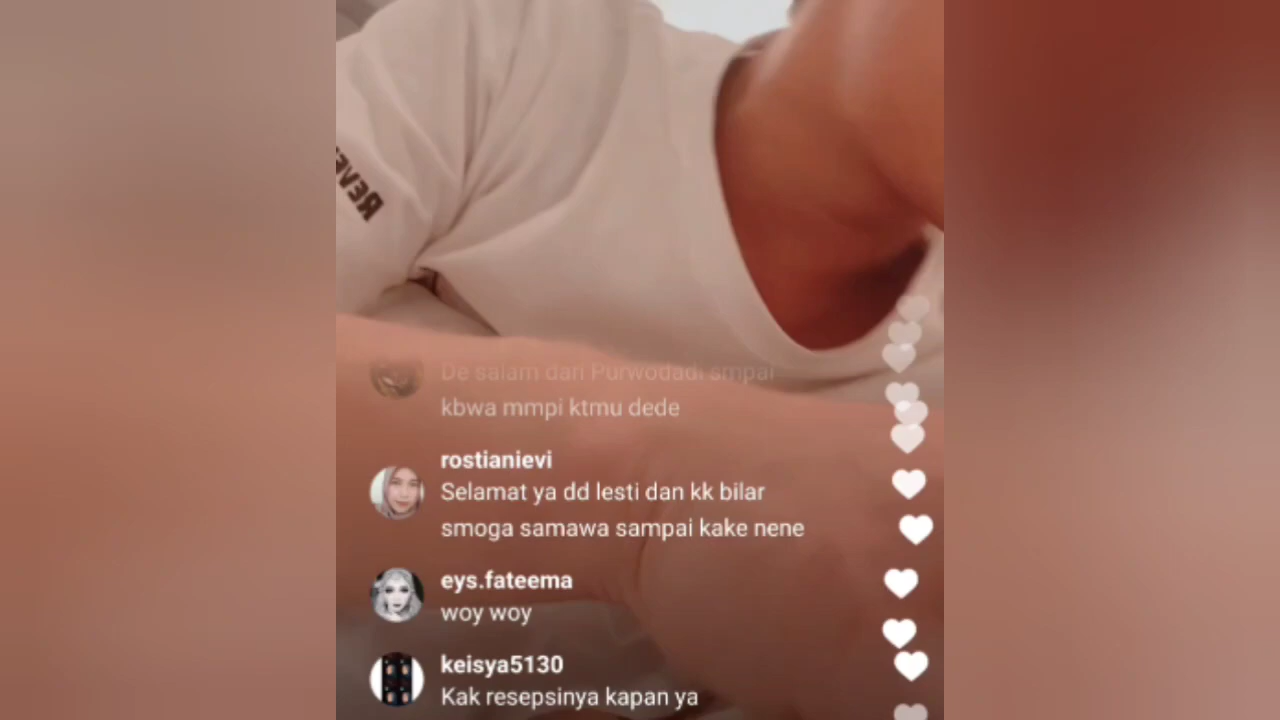 REVE
De salam dari Purwodadi smpai
kbwa mmpi ktmu dede
rostianievi
Selamat ya dd lesti dan kk bilar
smoga samawa sampai kake nene
eys.fateema
woy woy
keisya5130
Kak resepsinya kapan ya